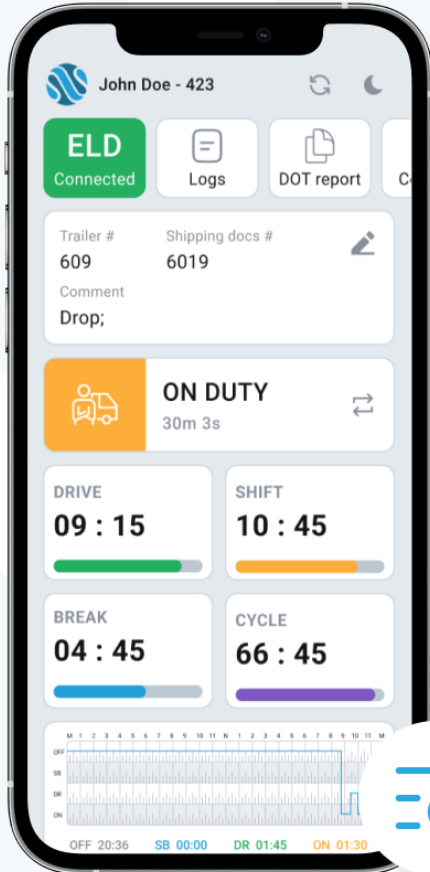 John Doe - 423
ELD
Connected
Logs
DOT report
Trailer #
Shipping docs #
609
6019
Comment
Drop;
ON DUTY
30m 3s
DRIVE
SHIFT
09 : 15
10 : 45
BREAK
CYCLE
04 : 45
66 : 45
M 1 2 3 4 5 6 7 8 9 10 11 N 1 2 3 4 5 6 7 8 9 10 11 M
OFF
SB
DR
ON
OFF 20:36 SB 00:00 DR 01:45 ON 01:30